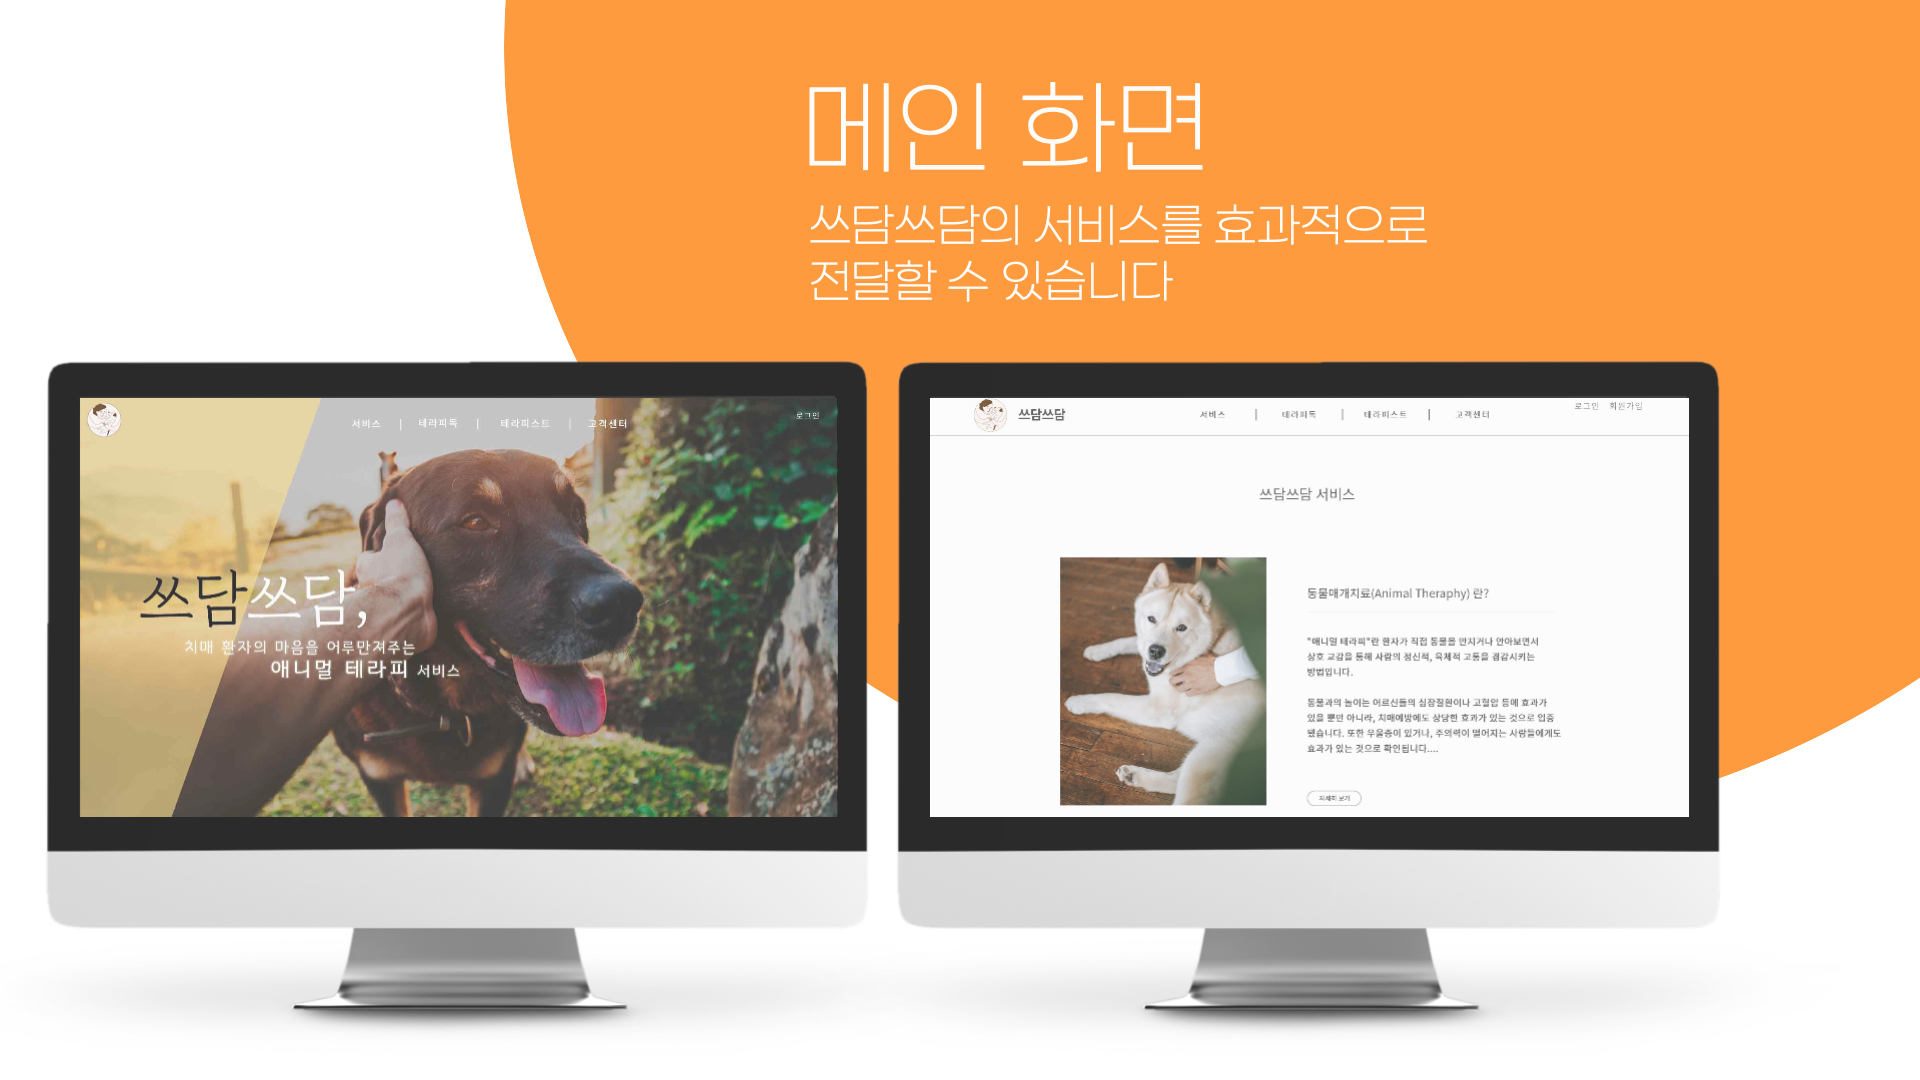 메인 화면
쓰담쓰담의 서비스를 효과적으로
전달할 수 있습니다
서비스 | 테라피독 | 테라피스트 | 고객센터
로그인
쓰담쓰담,
치매 환자의 마음을 어루만져주는
애니멀 테라피 서비스
쓰담쓰담
서비스 | 테라피독 | 테라피스트 | 고객센터
로그인 회원가입
쓰담쓰담 서비스
동물매개치료(Animal Theraphy) 란?
"애니멀 테라피"란 환자가 직접 동물을 만지거나 안아보면서
상호 교감을 통해 사람의 정신적, 육체적 고통을 경감시키는
방법입니다.
동물과의 놀이는 어르신들의 심장질환이나 고혈압 등에 효과가
있을 뿐만 아니라, 치매예방에도 상당한 효과가 있는 것으로 입증
됐습니다. 또한 우울증이 있거나, 주의력이 떨어지는 사람들에게도
효과가 있는 것으로 확인됩니다....
자세히 보기